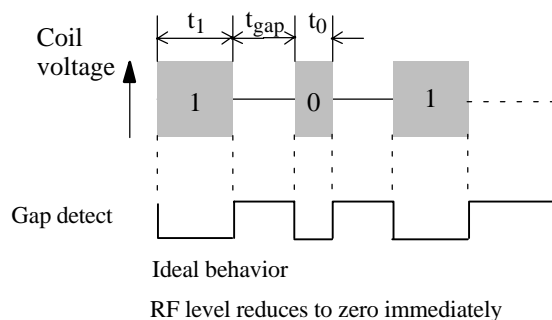 t1 tgap t0
Coil
voltage
1 0 1
Gap detect
Ideal behavior
RF level reduces to zero immediately